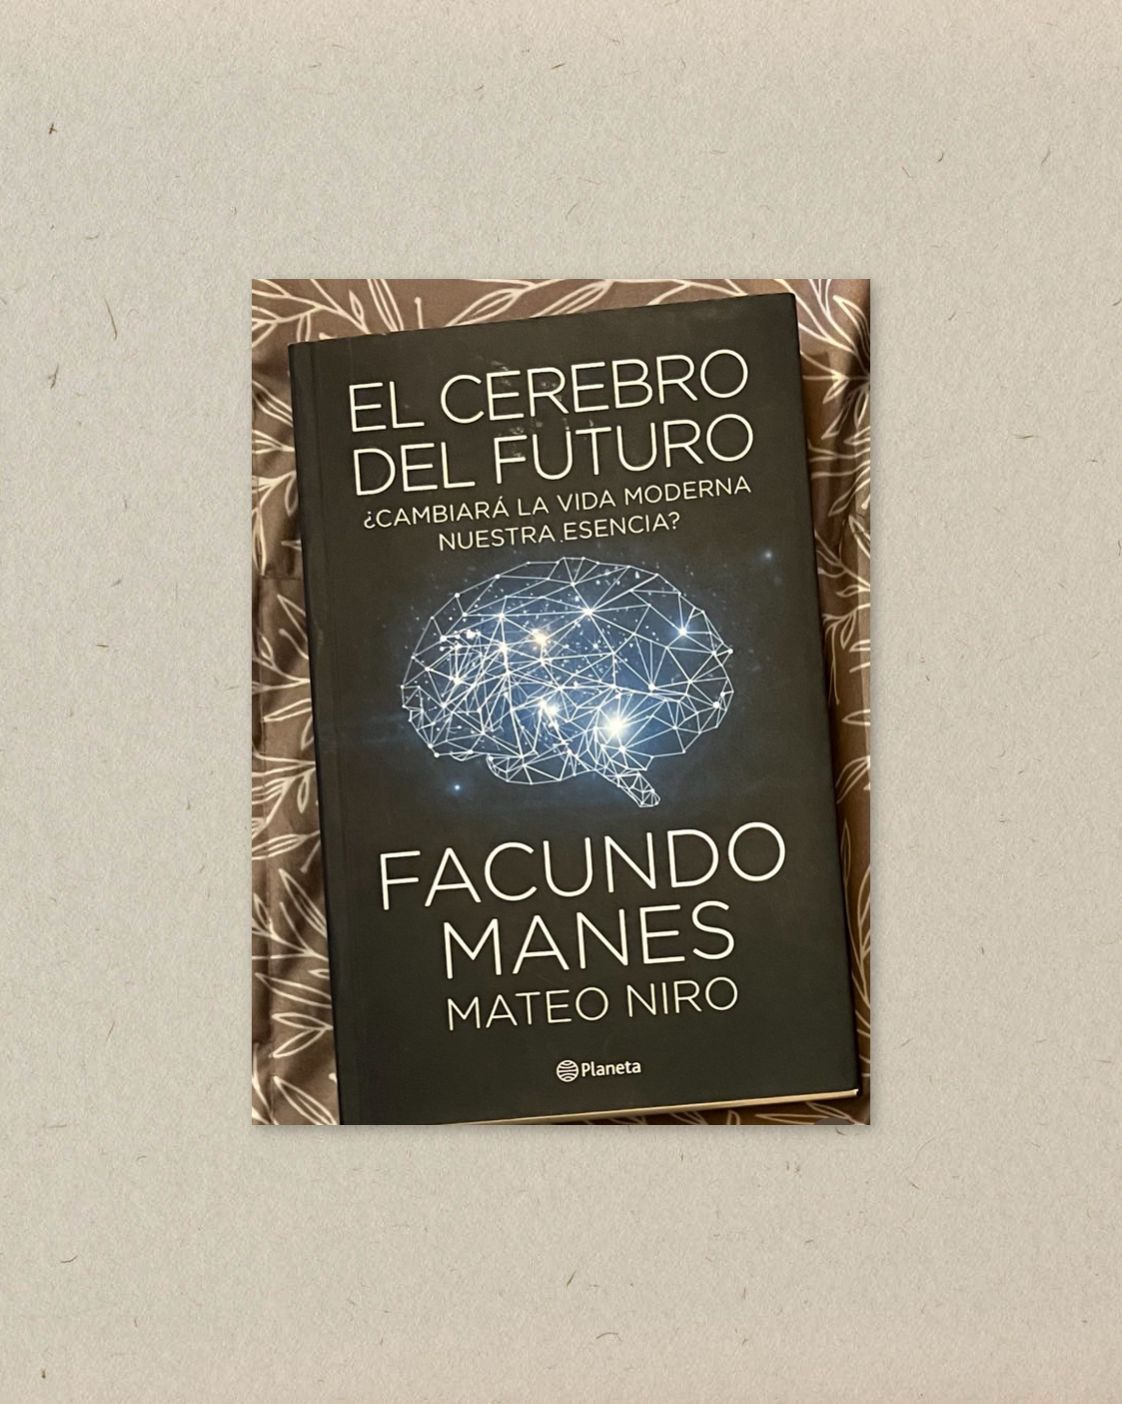 EL CEREBRO
DEL FUTURO
¿CAMBIARÁ LA VIDA MODERNA
NUESTRA ESENCIA?
FACUNDO
MANES
MATEO NIRO
Planeta